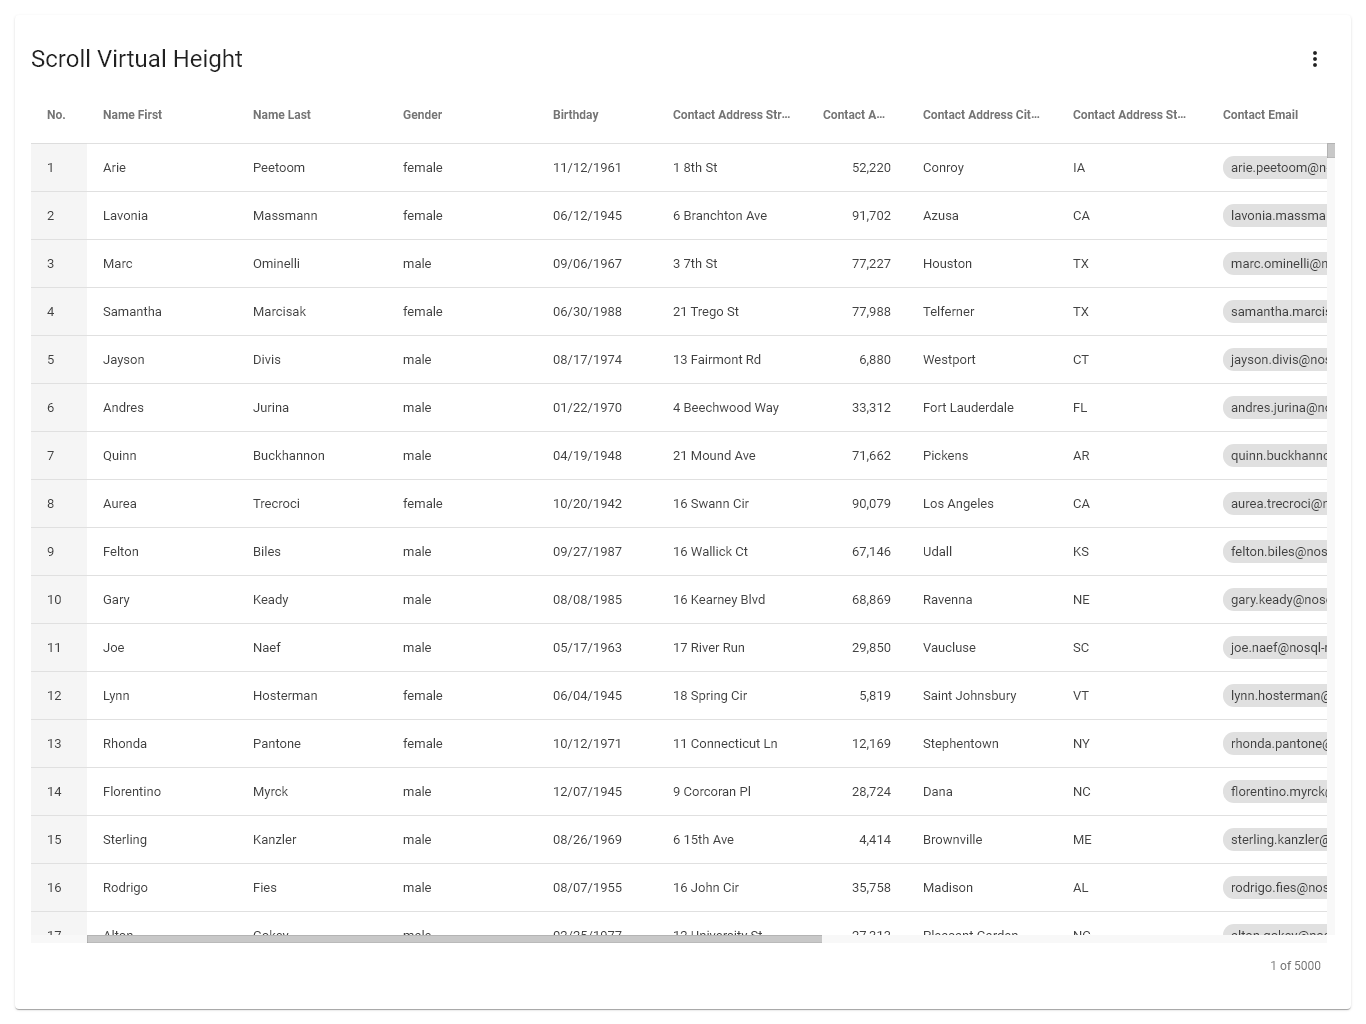 Scroll Virtual Height
No. Name First Name Last Gender Birthday Contact Address Str... Contact A... Contact Address Cit... Contact Address St... Contact Email
1 Arie Peetoom female 11/12/1961 1 8th St 52,220 Conroy IA arie.peetoom@n
2 Lavonia Massmann female 06/12/1945 6 Branchton Ave 91,702 Azusa CA lavonia.massma
3 Marc Ominelli male 09/06/1967 3 7th St 77,227 Houston TX marc.ominelli@n
4 Samantha Marcisak female 06/30/1988 21 Trego St 77,988 Telferner TX samantha.marcis
5 Jayson Divis male 08/17/1974 13 Fairmont Rd 6,880 Westport CT jayson.divis@nos
6 Andres Jurina male 01/22/1970 4 Beechwood Way 33,312 Fort Lauderdale FL andres.jurina@no
7 Quinn Buckhannon male 04/19/1948 21 Mound Ave 71,662 Pickens AR quinn.buckhanno
8 Aurea Trecroci female 10/20/1942 16 Swann Cir 90,079 Los Angeles CA aurea.trecroci@n
9 Felton Biles male 09/27/1987 16 Wallick Ct 67,146 Udall KS felton.biles@nos
10 Gary Keady male 08/08/1985 16 Kearney Blvd 68,869 Ravenna NE gary.keady@nos
11 Joe Naef male 05/17/1963 17 River Run 29,850 Vaucluse SC joe.naef@nosql-r
12 Lynn Hosterman female 06/04/1945 18 Spring Cir 5,819 Saint Johnsbury VT lynn.hosterman@
13 Rhonda Pantone female 10/12/1971 11 Connecticut Ln 12,169 Stephentown NY rhonda.pantone@
14 Florentino Myrck male 12/07/1945 9 Corcoran Pl 28,724 Dana NC florentino.myrck@
15 Sterling Kanzler male 08/26/1969 6 15th Ave 4,414 Brownville ME sterling.kanzler@
16 Rodrigo Fies male 08/07/1955 16 John Cir 35,758 Madison AL rodrigo.fies@nos
17 Alton male Pleasant Garden NC
1 of 5000